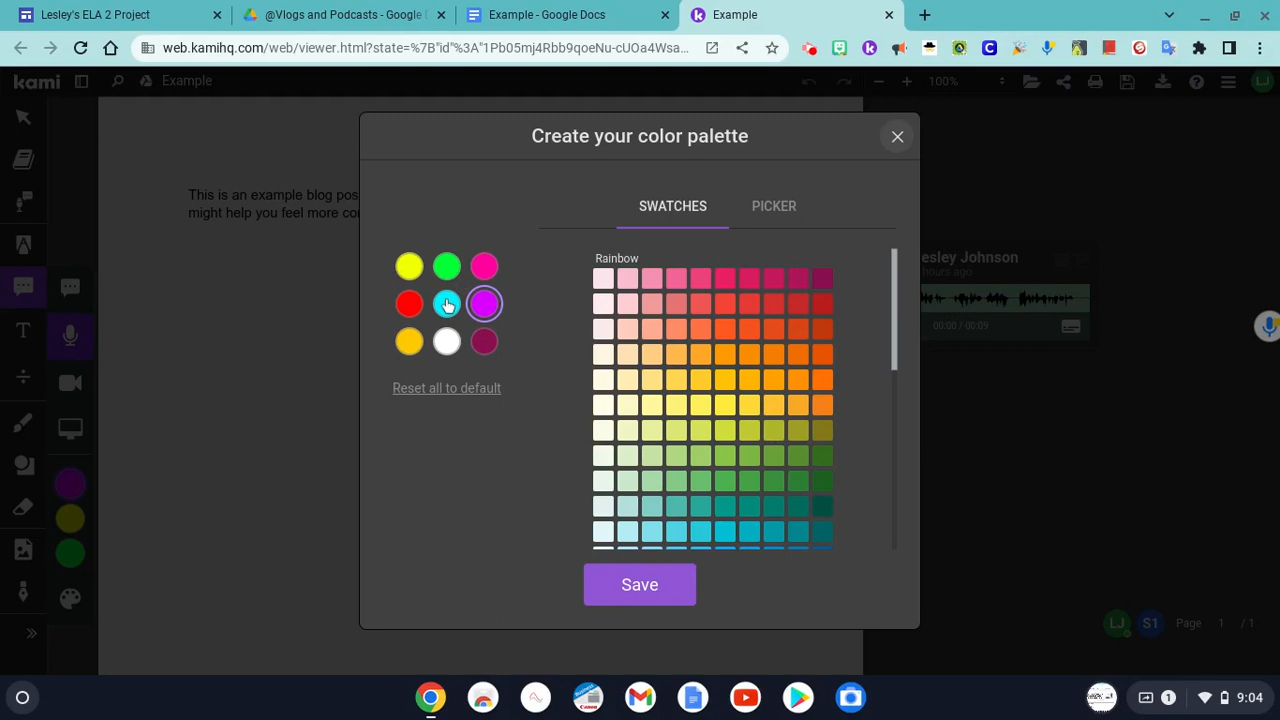 Lesley's ELA 2 Project
@Vlogs and Podcasts - Google
Example - Google Docs
Example
web.kamihq.com/web/viewer.html?state=%7B"id"%3A"1Pb05mj4Rbb9qoeNu-cUOa4Wsa...
kami
Example
100%
LJ
Create your color palette
SWATCHES
PICKER
This is an example blog pos
might help you feel more co
Rainbow
esley Johnson
hours ago
00:00 / 00:09
Reset all to default
Save
LJ
S1
Page 1 / 1
1
9:04